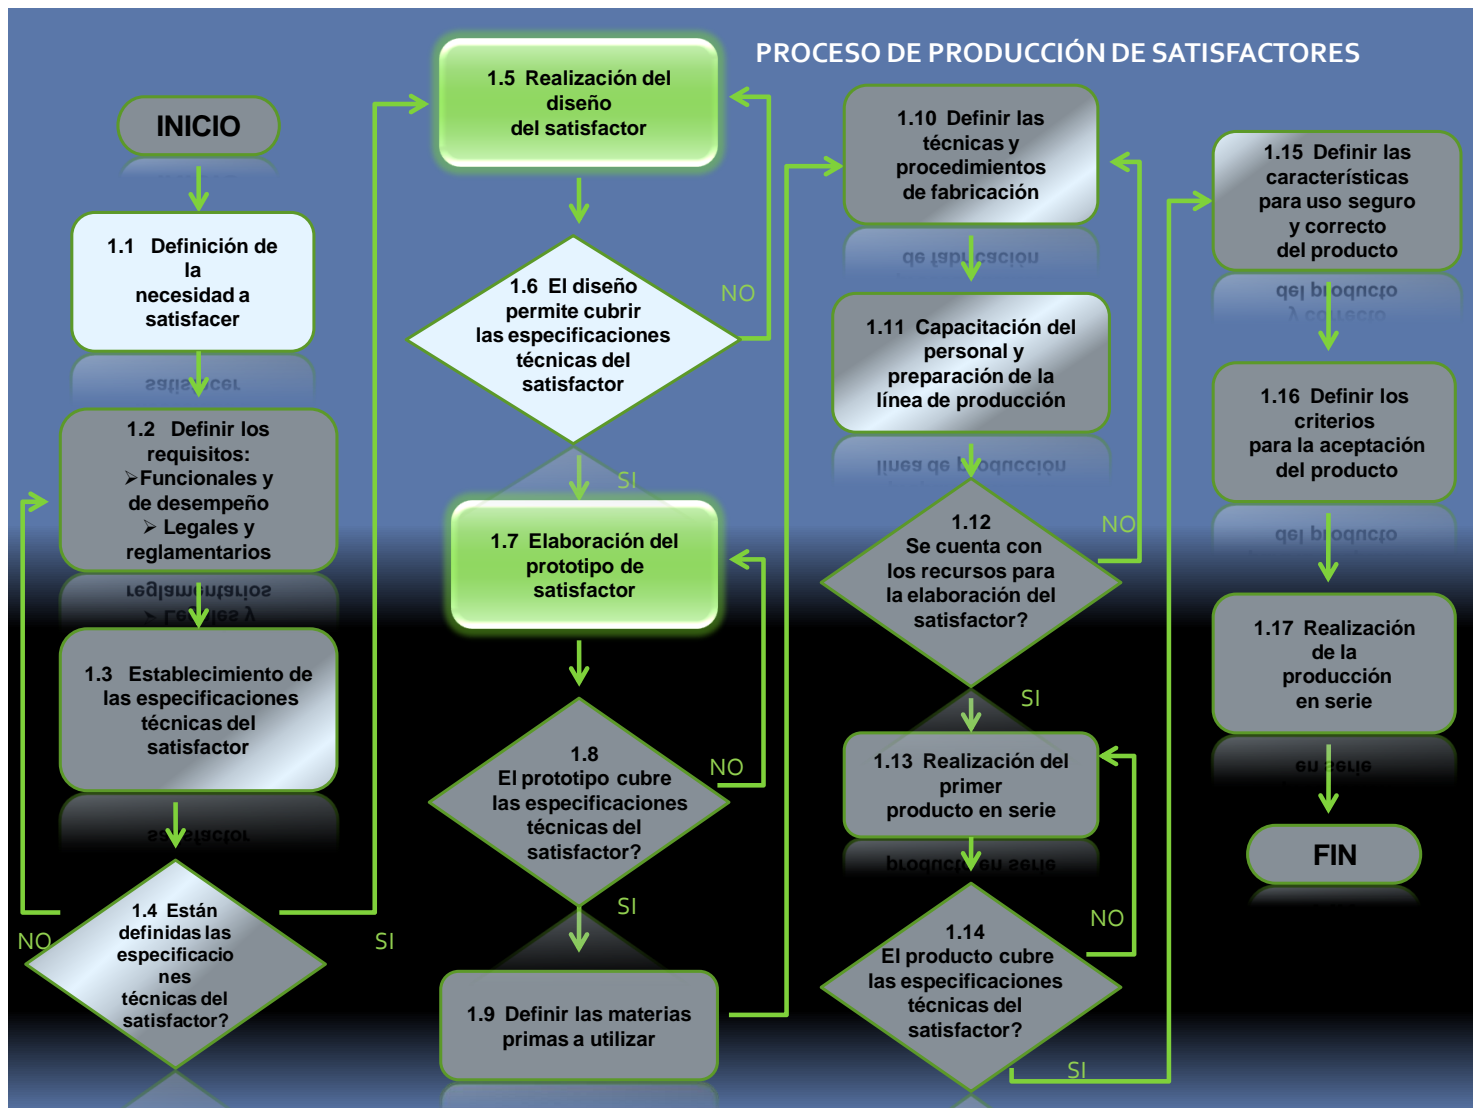 PROCESO DE PRODUCCIÓN DE SATISFACTORES
INICIO
1.1 Definición de
la
necesidad a
satisfacer
1.2 Definir los
requisitos:
➢Funcionales y
de desempeño
➢ Legales y
reglamentarios
1.3 Establecimiento de
las especificaciones
técnicas del
satisfactor
1.4 Están
definidas las
especificacio
nes
técnicas del
satisfactor?
NO
SI
1.5 Realización del
diseño
del satisfactor
1.6 El diseño
permite cubrir
las especificaciones
técnicas del
satisfactor
NO
SI
1.7 Elaboración del
prototipo de
satisfactor
1.8
El prototipo cubre
las especificaciones
técnicas del
satisfactor?
NO
SI
1.9 Definir las materias
primas a utilizar
1.10 Definir las
técnicas y
procedimientos
de fabricación
1.11 Capacitación del
personal y
preparación de la
línea de producción
1.12
Se cuenta con
los recursos para
la elaboración del
satisfactor?
NO
SI
1.13 Realización del
primer
producto en serie
1.14
El producto cubre
las especificaciones
técnicas del
satisfactor?
NO
SI
1.15 Definir las
características
para uso seguro
y correcto
del producto
1.16 Definir los
criterios
para la aceptación
del producto
1.17 Realización
de la
producción
en serie
FIN